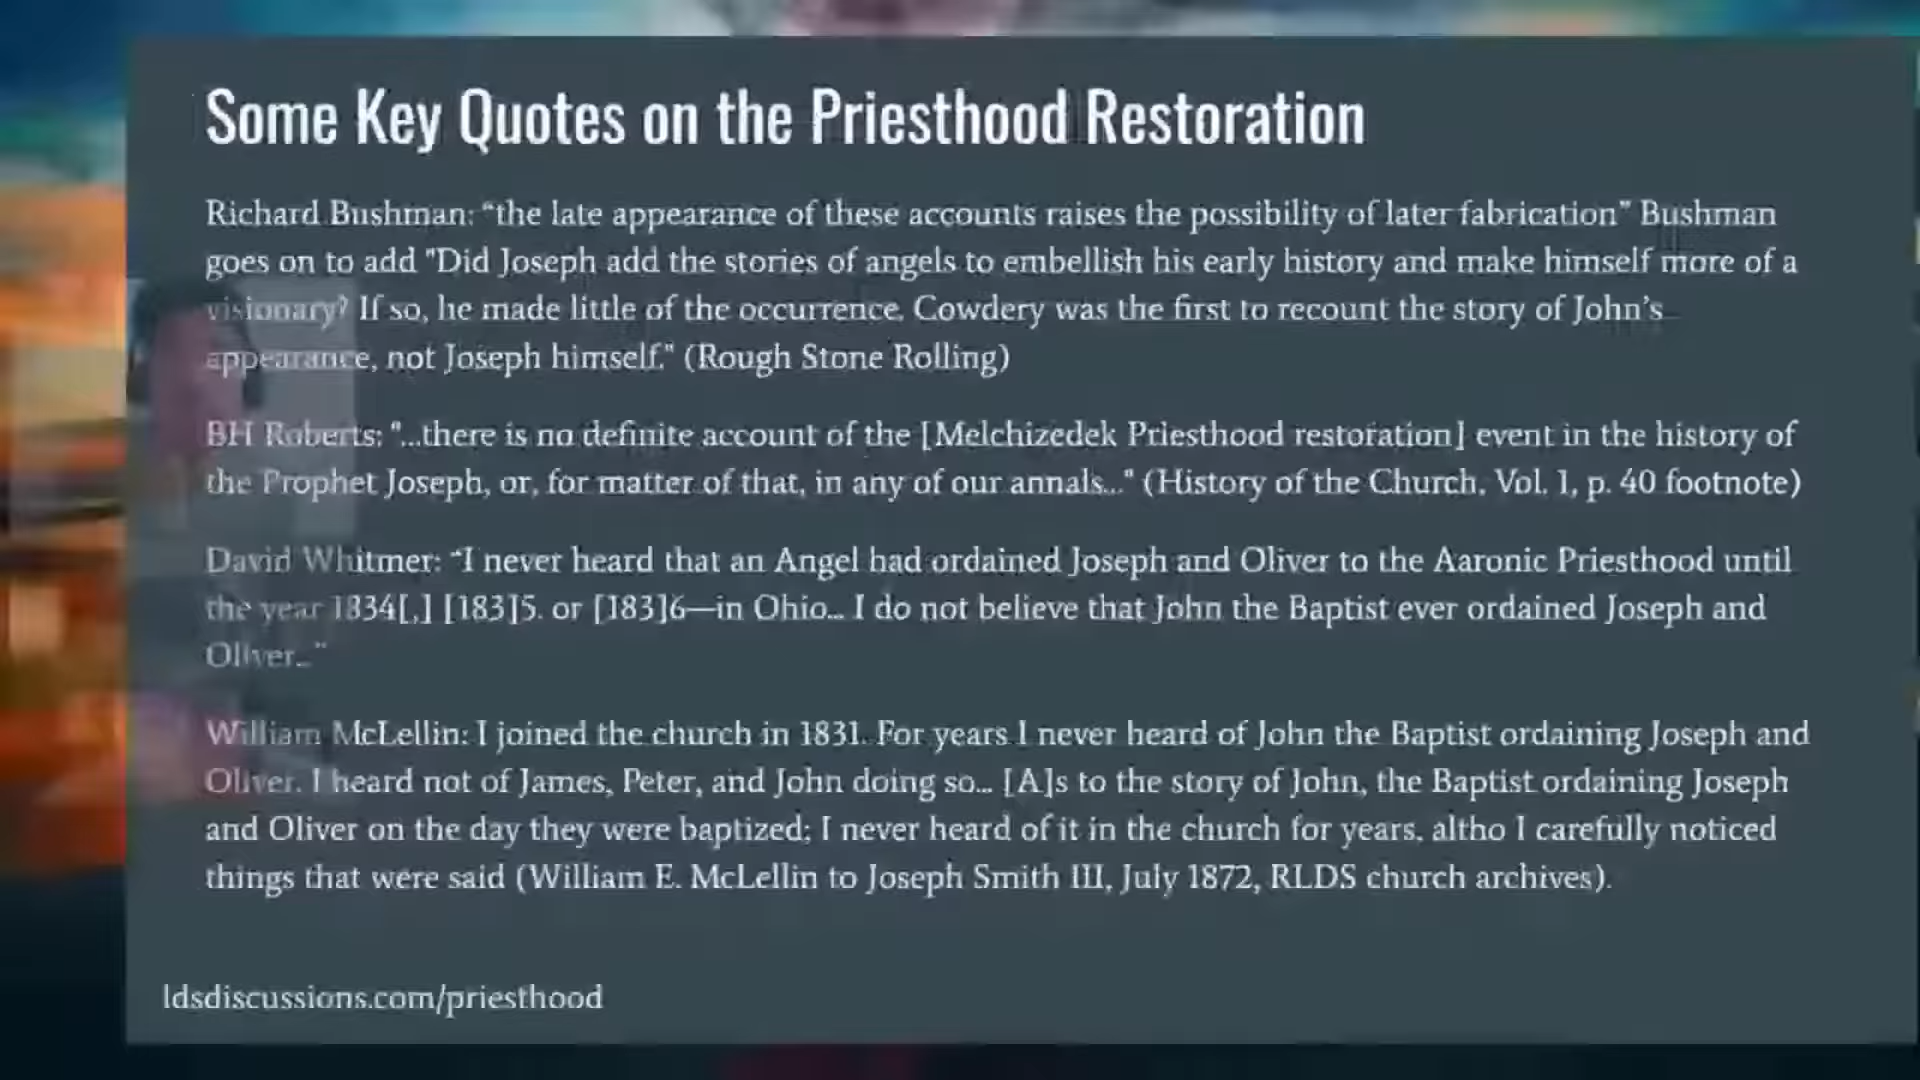 Some Key Quotes on the Priesthood Restoration
Richard Bushman: “the late appearance of these accounts raises the possibility of later fabrication” Bushman
goes on to add "Did Joseph add the stories of angels to embellish his early history and make himself more of a
visionary? If so, he made little of the occurrence. Cowdery was the first to recount the story of John’s
appearance, not Joseph himself." (Rough Stone Rolling)
BH Roberts: "...there is no definite account of the [Melchizedek Priesthood restoration] event in the history of
the Prophet Joseph, or, for matter of that, in any of our annals..." (History of the Church, Vol. 1, p. 40 footnote)
David Whitmer: “I never heard that an Angel had ordained Joseph and Oliver to the Aaronic Priesthood until
the year 1834[,] [183]5. or [183]6—in Ohio... I do not believe that John the Baptist ever ordained Joseph and
Oliver...”
William McLellin: I joined the church in 1831. For years I never heard of John the Baptist ordaining Joseph and
Oliver. I heard not of James, Peter, and John doing so... [A]s to the story of John, the Baptist ordaining Joseph
and Oliver on the day they were baptized; I never heard of it in the church for years, altho I carefully noticed
things that were said (William E. McLellin to Joseph Smith III, July 1872, RLDS church archives).
ldsdiscussions.com/priesthood